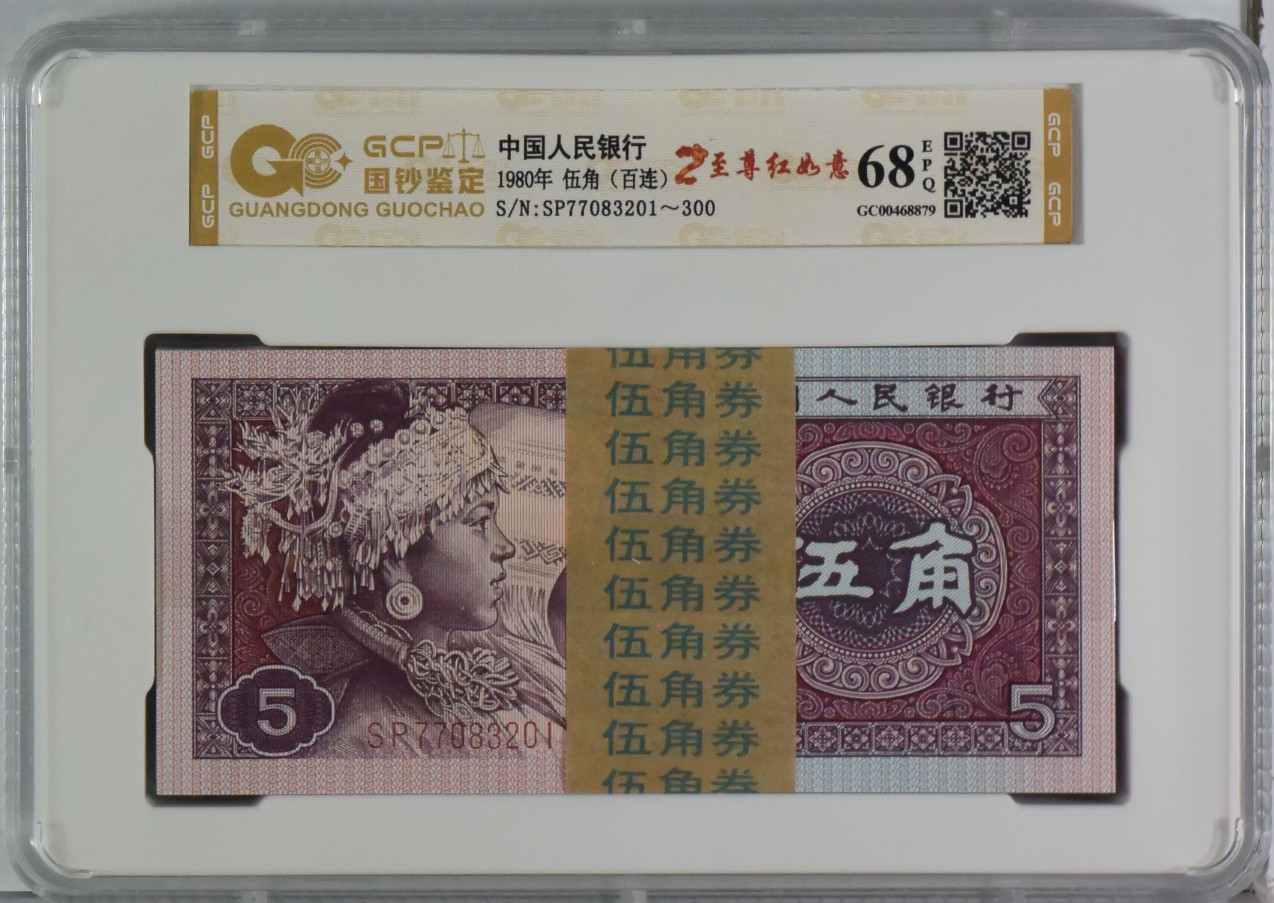 GCP
国钞鉴定
GUANGDONG GUOCHAO
中国人民银行
1980年 伍角（百连）
S/N:SP77083201～300
至尊红如意
68
EPQ
GC00468879
GCP
GCP
GCP
GCP
伍角券
伍角券
伍角券
伍角券
伍角券
伍角券
伍角券
伍角券
伍角券
伍角券
人民银行
伍角
5
SP77083201
5